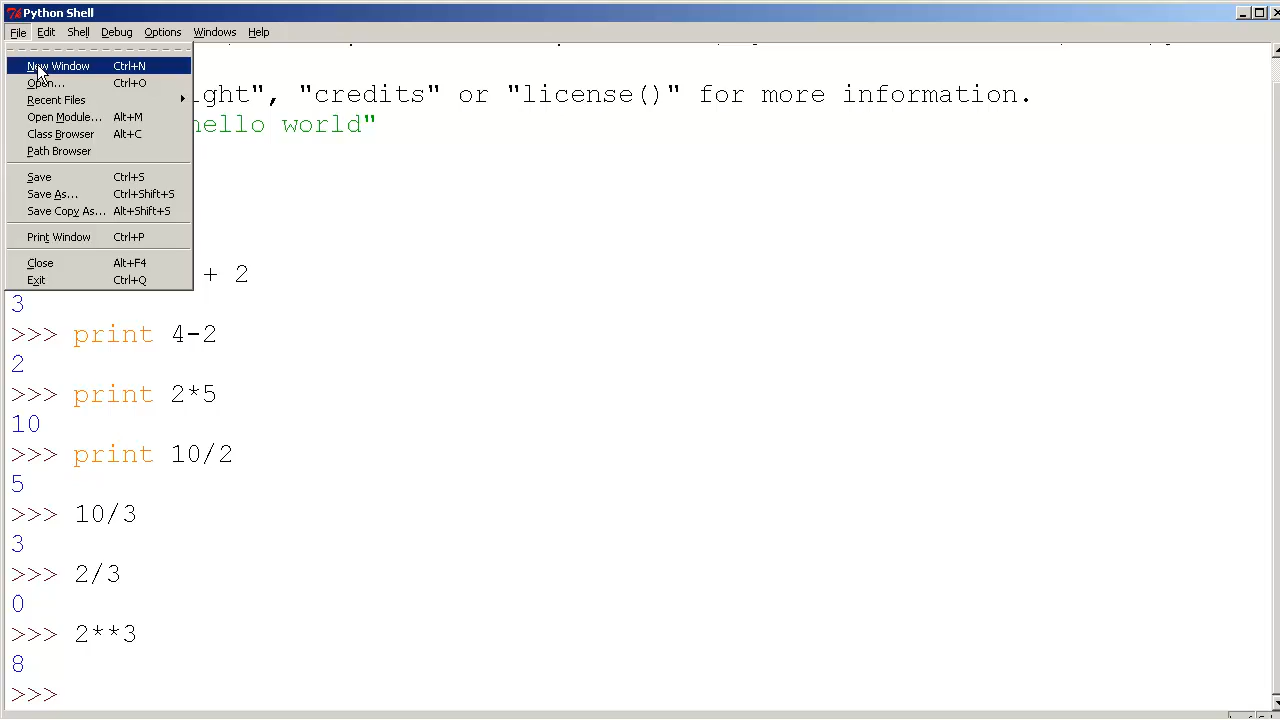 Python Shell
File Edit Shell Debug Options Windows Help
New Window Ctrl+N
Open... Ctrl+O
Recent Files
Open Module... Alt+M
Class Browser Alt+C
Path Browser
Save Ctrl+S
Save As... Ctrl+Shift+S
Save Copy As... Alt+Shift+S
Print Window Ctrl+P
Close Alt+F4
Exit Ctrl+Q
ight", "credits" or "license()" for more information.
hello world"
+ 2
3
>>> print 4-2
2
>>> print 2*5
10
>>> print 10/2
5
>>> 10/3
3
>>> 2/3
0
>>> 2**3
8
>>>